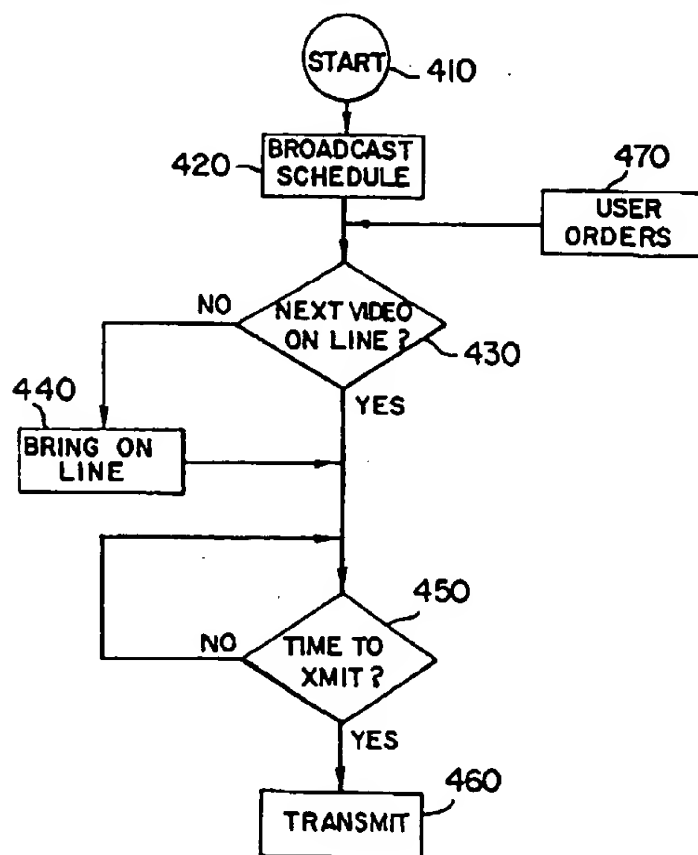 START
410
BROADCAST
SCHEDULE
420
470
USER
ORDERS
NO
NEXT VIDEO
ON LINE?
430
YES
440
BRING ON
LINE
450
NO
TIME TO
XMIT?
YES
460
TRANSMIT